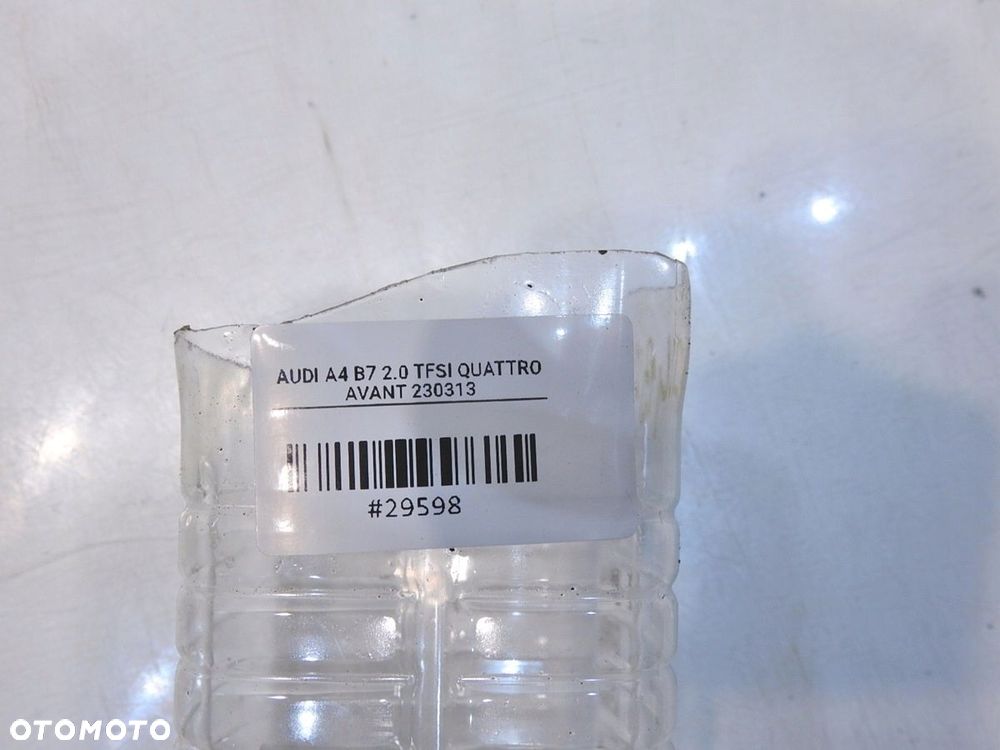 AUDI A4 B7 2.0 TFSI QUATTRO
AVANT 230313
#29598
OTOMOTO